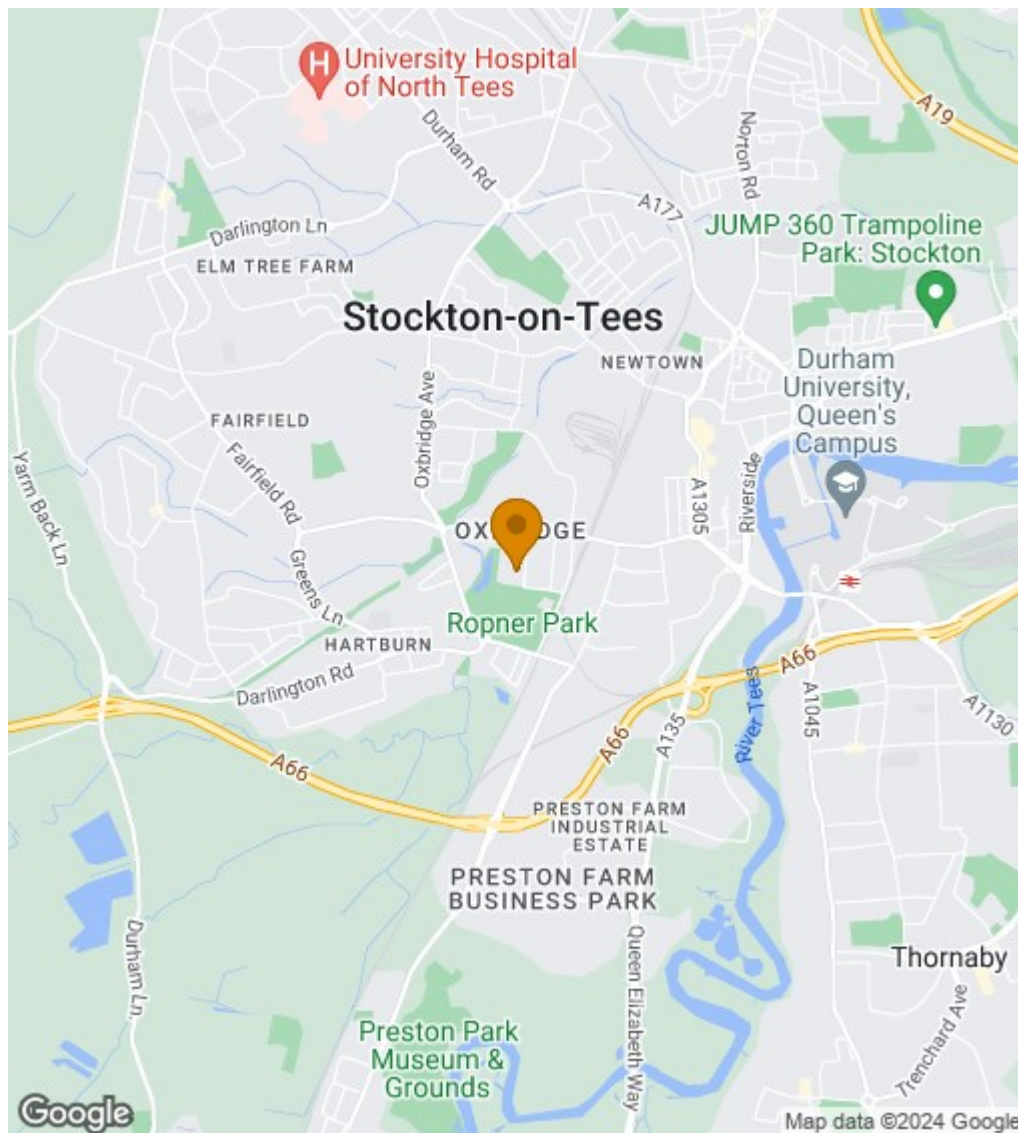 University Hospital
of North Tees
A19
Durham Rd
Norton Rd
A177
JUMP 360 Trampoline
Park: Stockton
Darlington Ln
ELM TREE FARM
Stockton-on-Tees
NEWTOWN
Durham
University,
Queen's
Campus
Oxbridge Ave
FAIRFIELD
Fairfield Rd
Yarm Back Ln
Riverside
A1305
Greens Ln
Ropner Park
HARTBURN
Darlington Rd
A66
River Tees
A1045
A1130
A135
A66
A66
PRESTON FARM
INDUSTRIAL
ESTATE
PRESTON FARM
BUSINESS PARK
Durham Ln
Queen Elizabeth Way
Thornaby
Trenchard Ave
Preston Park
Museum &
Grounds
Google
Map data ©2024 Google